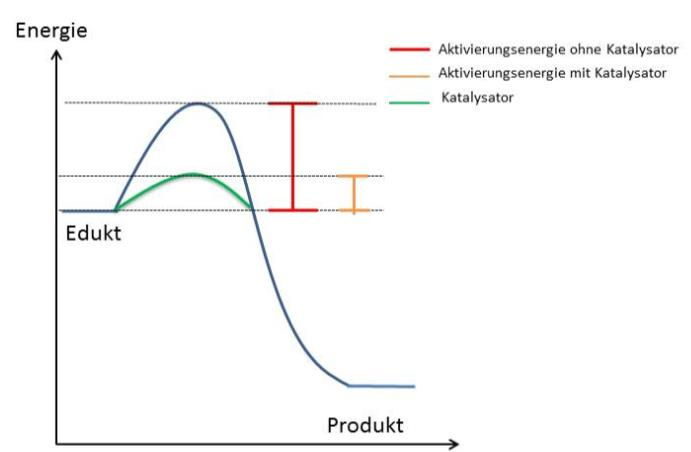 Energie
Aktivierungsenergie ohne Katalysator
Aktivierungsenergie mit Katalysator
Katalysator
Edukt
Produkt